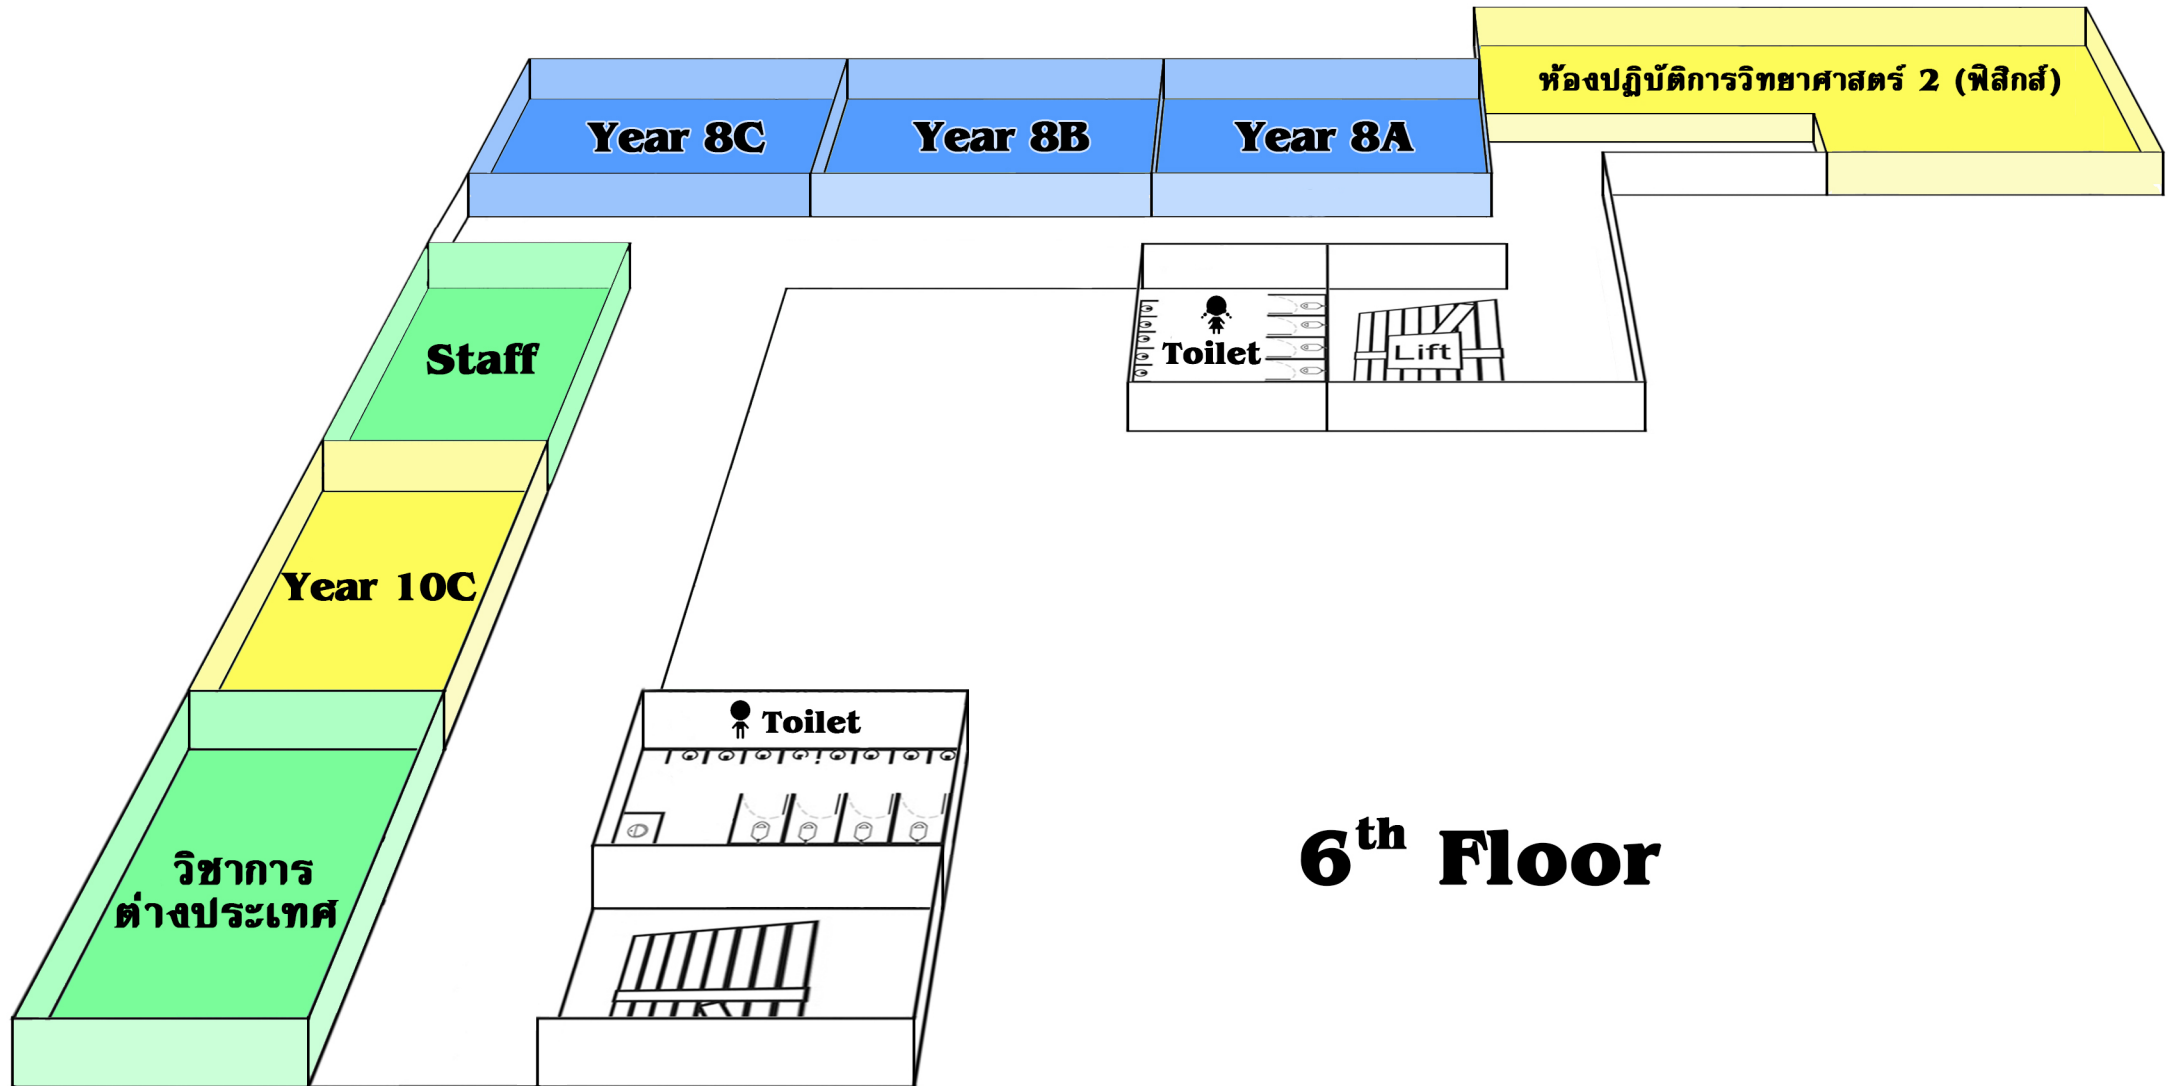 ห้องปฏิบัติการวิทยาศาสตร์ 2 (ฟิสิกส์)
Year 8C
Year 8B
Year 8A
Staff
Toilet
Lift
Year 10C
Toilet
วิชาการ
ต่างประเทศ
6th Floor